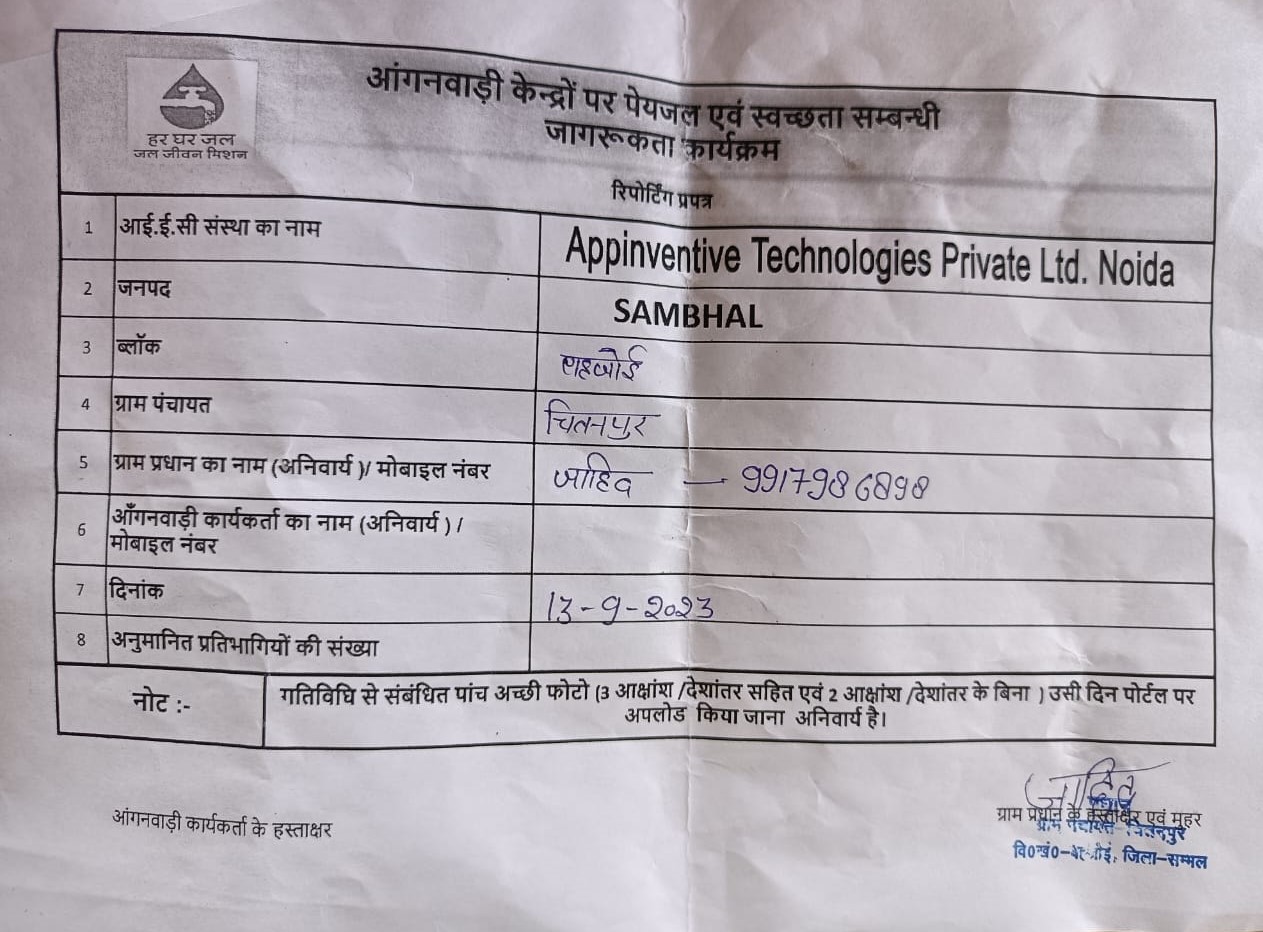 हर घर जल
जल जीवन मिशन
आंगनवाड़ी केन्द्रों पर पेयजल एवं स्वच्छता सम्बन्धी
जागरूकता कार्यक्रम
रिपोर्टिंग प्रपत्र
1 आई.ई.सी संस्था का नाम Appinventive Technologies Private Ltd. Noida
2 जनपद SAMBHAL
3 ब्लॉक
4 ग्राम पंचायत
5 ग्राम प्रधान का नाम (अनिवार्य )/ मोबाइल नंबर जाहिद — 9917986898
6 आँगनवाड़ी कार्यकर्ता का नाम (अनिवार्य ) /
मोबाइल नंबर
7 दिनांक 13-9-2023
8 अनुमानित प्रतिभागियों की संख्या
नोट :- गतिविधि से संबंधित पांच अच्छी फोटो (3 आक्षांश /देशांतर सहित एवं 2 आक्षांश /देशांतर के बिना ) उसी दिन पोर्टल पर
अपलोड किया जाना अनिवार्य है।
आंगनवाड़ी कार्यकर्ता के हस्ताक्षर
ग्राम प्रधान के हस्ताक्षर एवं मुहर
वि०खं०- जिला-सम्भल